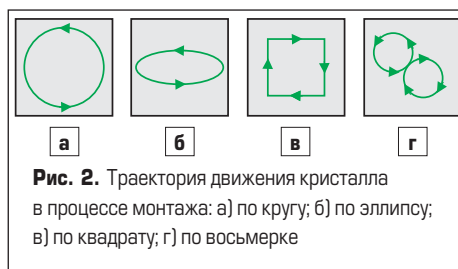 а б в г
Рис. 2. Траектория движения кристалла
в процессе монтажа: а) по кругу; б) по эллипсу;
в) по квадрату; г) по восьмерке